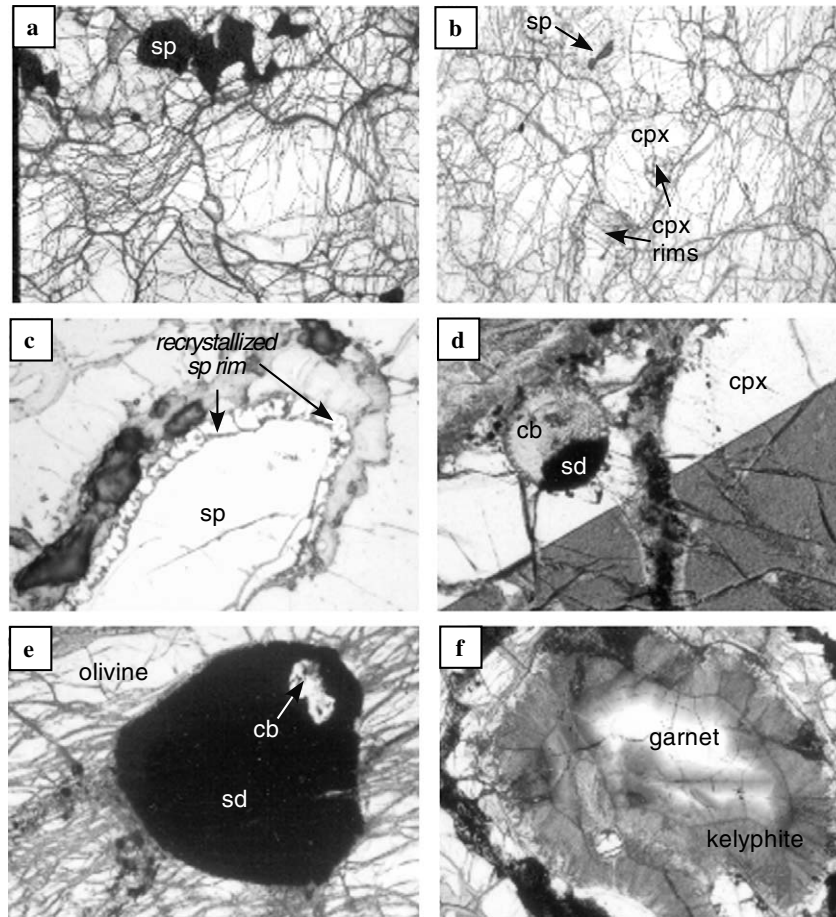 a
sp
b
sp
cpx
cpx
rims
c
recrystallized
sp rim
sp
d
cpx
cb
sd
e
olivine
cb
sd
f
garnet
kelyphite